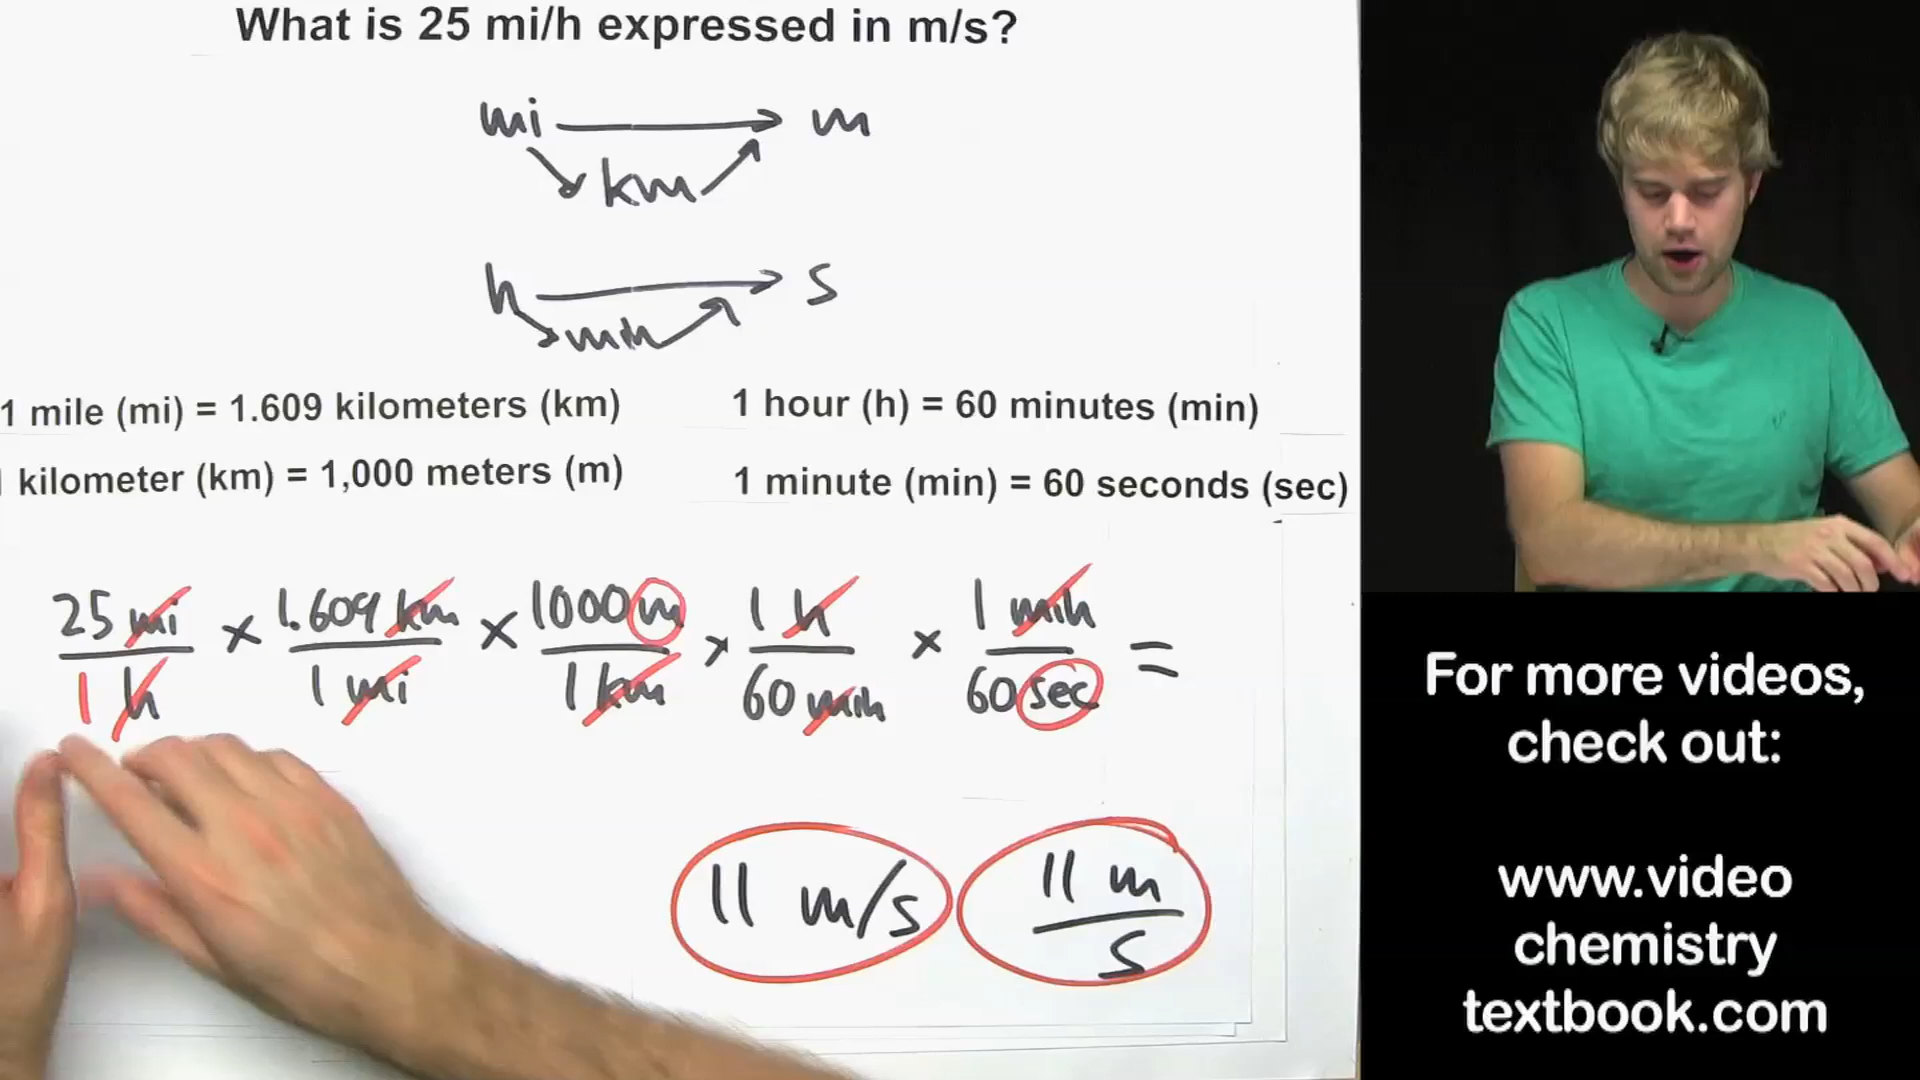 What is 25 mi/h expressed in m/s?
mi → m
km
h → s
min
1 mile (mi) = 1.609 kilometers (km)
1 hour (h) = 60 minutes (min)
kilometer (km) = 1,000 meters (m)
1 minute (min) = 60 seconds (sec)
25 mi × 1.609 km × 1000 m × 1 h × 1 min =
1 h 1 mi 1 km 60 min 60 sec
11 m/s
11 m
s
For more videos,
check out:
www.video
chemistry
textbook.com